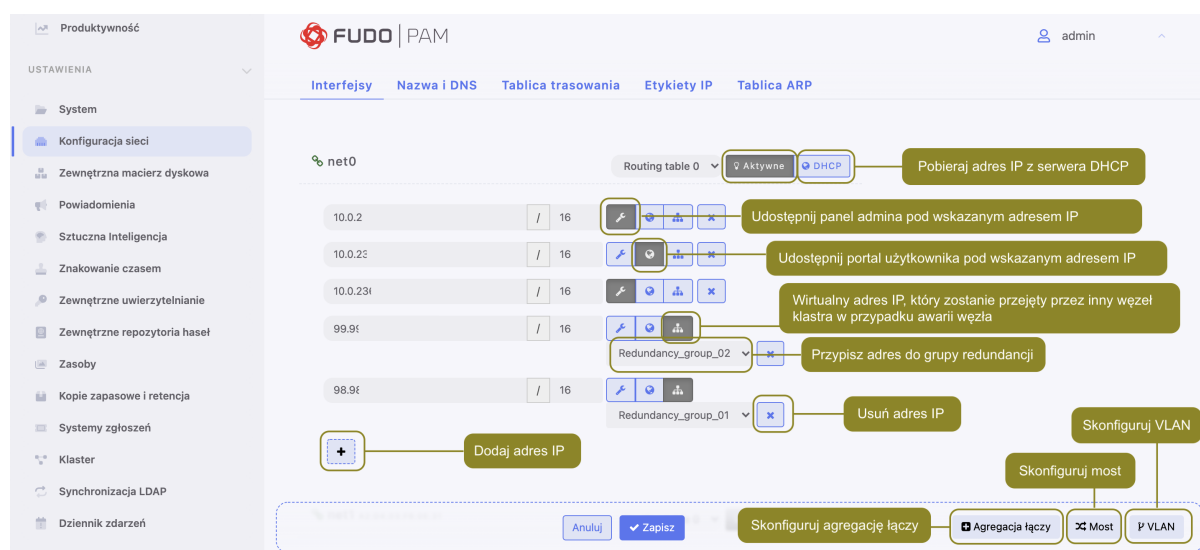 Produktywność
FUDO | PAM
admin
USTAWIENIA
Interfejsy
Nazwa i DNS
Tablica trasowania
Etykiety IP
Tablica ARP
System
Konfiguracja sieci
Zewnętrzna macierz dyskowa
Powiadomienia
Sztuczna Inteligencja
Znakowanie czasem
Zewnętrzne uwierzytelnianie
Zewnętrzne repozytoria haseł
Zasoby
Kopie zapasowe i retencja
Systemy zgłoszeń
Klaster
Synchronizacja LDAP
Dziennik zdarzeń
net0
Routing table 0
Aktywne
DHCP
Pobieraj adres IP z serwera DHCP
10.0.2
/ 16
Udostępnij panel admina pod wskazanym adresem IP
10.0.23
/ 16
Udostępnij portal użytkownika pod wskazanym adresem IP
10.0.23
/ 16
Wirtualny adres IP, który zostanie przejęty przez inny węzeł
klastra w przypadku awarii węzła
99.99
/ 16
Redundancy_group_02
Przypisz adres do grupy redundancji
98.98
/ 16
Redundancy_group_01
Usuń adres IP
Skonfiguruj VLAN
Dodaj adres IP
Skonfiguruj most
Anuluj
Zapisz
Skonfiguruj agregację łączy
Agregacja łączy
Most
VLAN